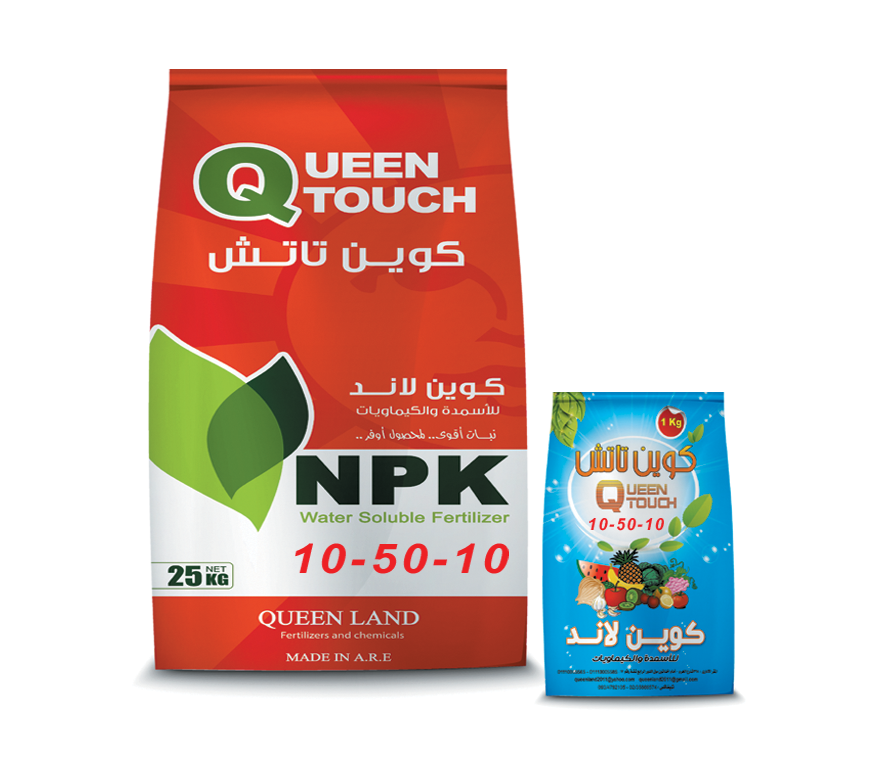 QUEEN
TOUCH
كوين تاتش
كوين لاند
للأسمدة والكيماويات
نبات أقوى.. لمحصول أوفر..
NPK
Water Soluble Fertilizer
10-50-10
25 NET KG
QUEEN LAND
Fertilizers and chemicals
MADE IN A.R.E
1 Kg
كوين تاتش
QUEEN
TOUCH
10-50-10
كوين لاند
للأسمدة والكيماويات